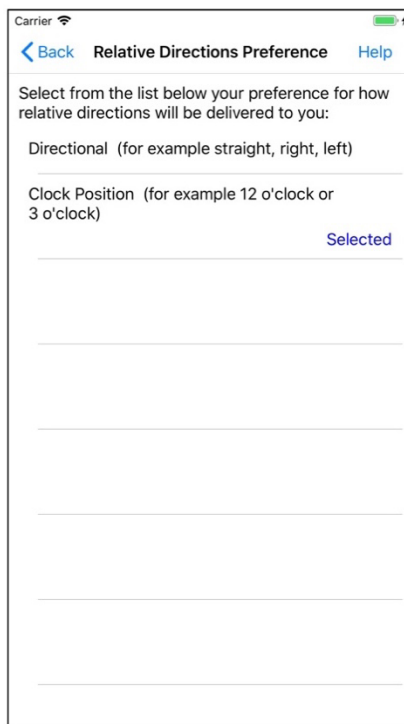 Carrier
Back Relative Directions Preference Help
Select from the list below your preference for how
relative directions will be delivered to you:
Directional (for example straight, right, left)
Clock Position (for example 12 o'clock or
3 o'clock)
Selected